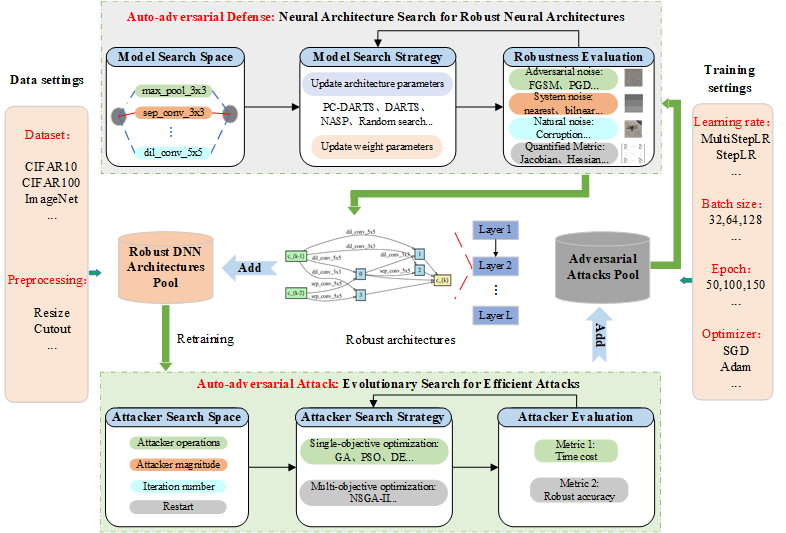 Auto-adversarial Defense: Neural Architecture Search for Robust Neural Architectures
Data settings
Dataset:
CIFAR10
CIFAR100
ImageNet
...
Preprocessing:
Resize
Cutout
...
Model Search Space
max_pool_3x3
sep_conv_3x3
dil_conv_5x5
Model Search Strategy
Update architecture parameters
PC-DARTS、DARTS、
NASP、Random search...
Update weight parameters
Robustness Evaluation
Adversarial noise:
FGSM、PGD...
System noise:
nearest、bilnear...
Natural noise:
Corruption...
Quantified Metric:
Jacobian、Hessian...
Training
settings
Learning rate:
MultiStepLR
StepLR
...
Batch size:
32,64,128
...
Epoch:
50,100,150
...
Optimizer:
SGD
Adam
...
Robust DNN
Architectures
Pool
Add
c_{k-1}
c_{k-2}
dil_conv_5x5
dil_conv_3x3
dil_conv_5x5
dil_conv_3x3
sep_conv_3x3
sep_conv_5x5
0
1
2
3
c_{k}
Layer 1
Layer 2
Layer L
Robust architectures
Adversarial
Attacks Pool
Add
Retraining
Auto-adversarial Attack: Evolutionary Search for Efficient Attacks
Attacker Search Space
Attacker operations
Attacker magnitude
Iteration number
Restart
Attacker Search Strategy
Single-objective optimization:
GA、PSO、DE...
Multi-objective optimization:
NSGA-II...
Attacker Evaluation
Metric 1:
Time cost
Metric 2:
Robust accuracy